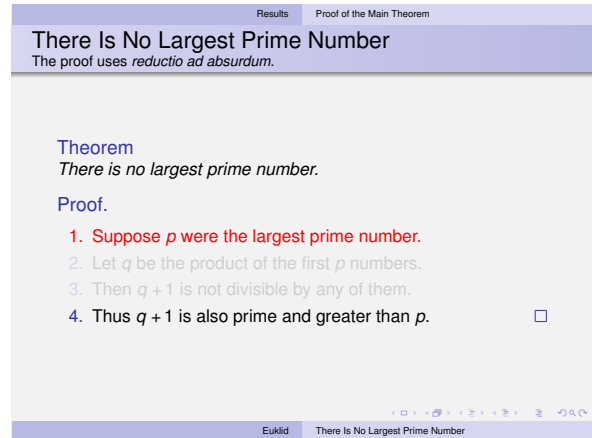 Results Proof of the Main Theorem
There Is No Largest Prime Number
The proof uses reductio ad absurdum.
Theorem
There is no largest prime number.
Proof.
1. Suppose p were the largest prime number.
2. Let q be the product of the first p numbers.
3. Then q + 1 is not divisible by any of them.
4. Thus q + 1 is also prime and greater than p. □
Euklid There Is No Largest Prime Number